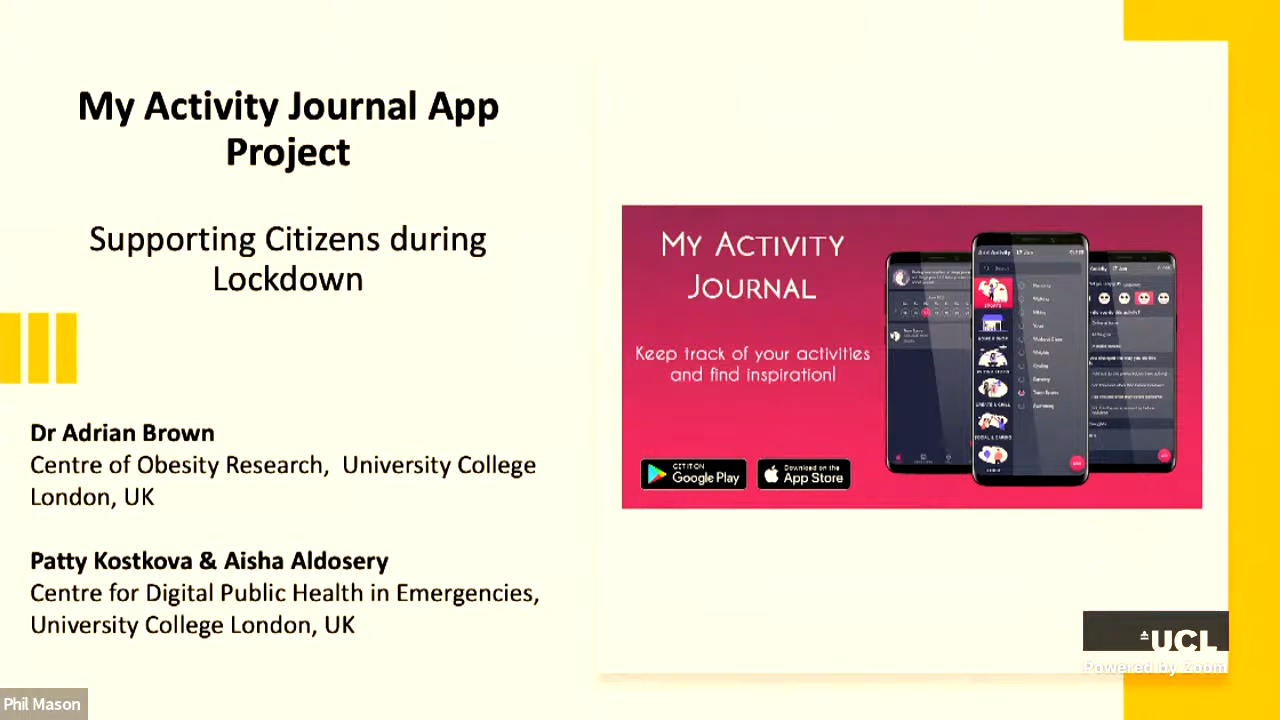 My Activity Journal App
Project
Supporting Citizens during
Lockdown
Dr Adrian Brown
Centre of Obesity Research, University College
London, UK
Patty Kostkova & Aisha Aldosery
Centre for Digital Public Health in Emergencies,
University College London, UK
My Activity
Journal
Keep track of your activities
and find inspiration!
GET IT ON
Google Play
Download on the
App Store
UCL
Powered by Zoom
Phil Mason